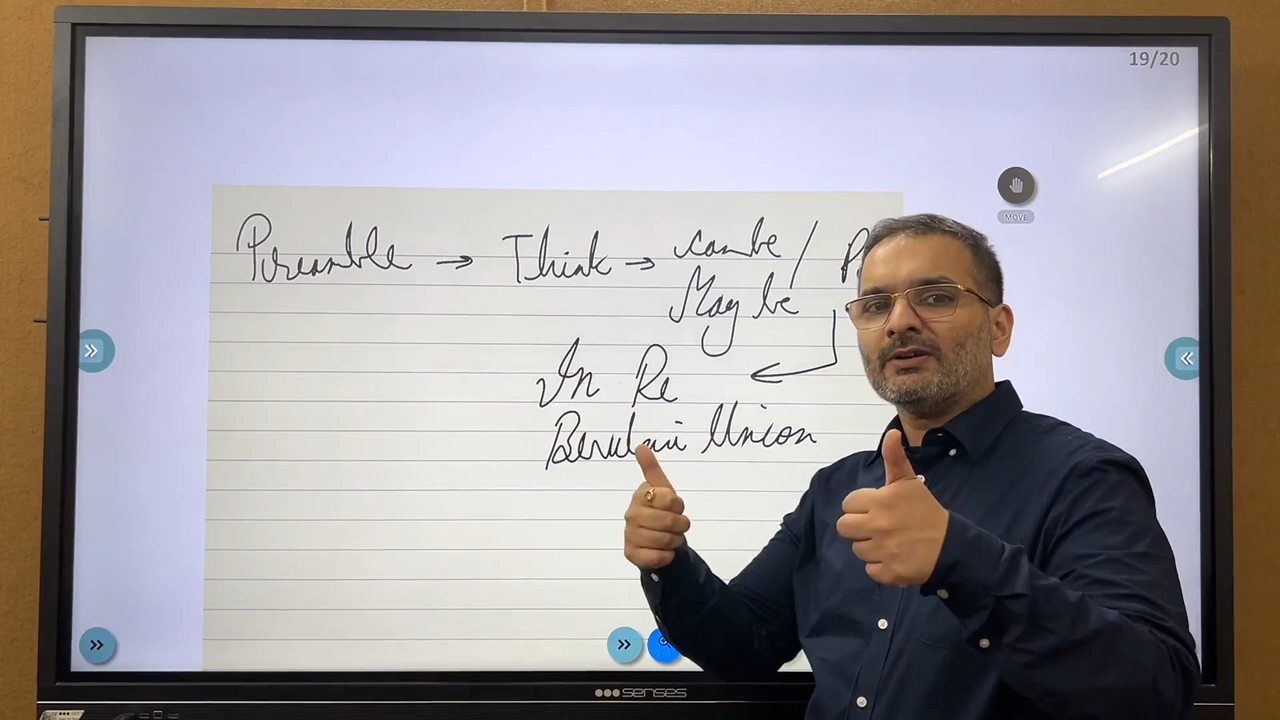 19/20
MOVE
Preamble → Think → can be /
May be
In Re
Berubari Union
senses